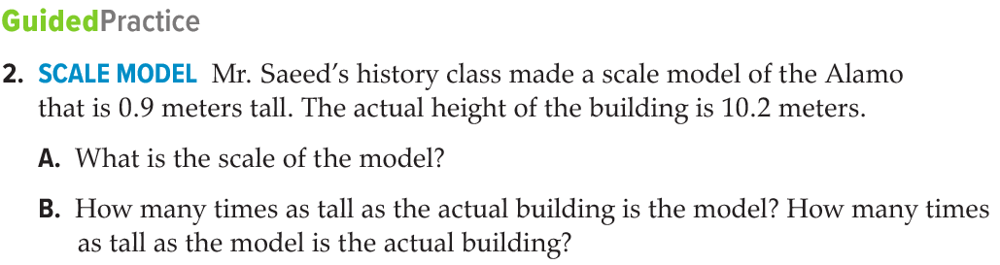 GuidedPractice
2. SCALE MODEL Mr. Saeed’s history class made a scale model of the Alamo
that is 0.9 meters tall. The actual height of the building is 10.2 meters.
A. What is the scale of the model?
B. How many times as tall as the actual building is the model? How many times
as tall as the model is the actual building?